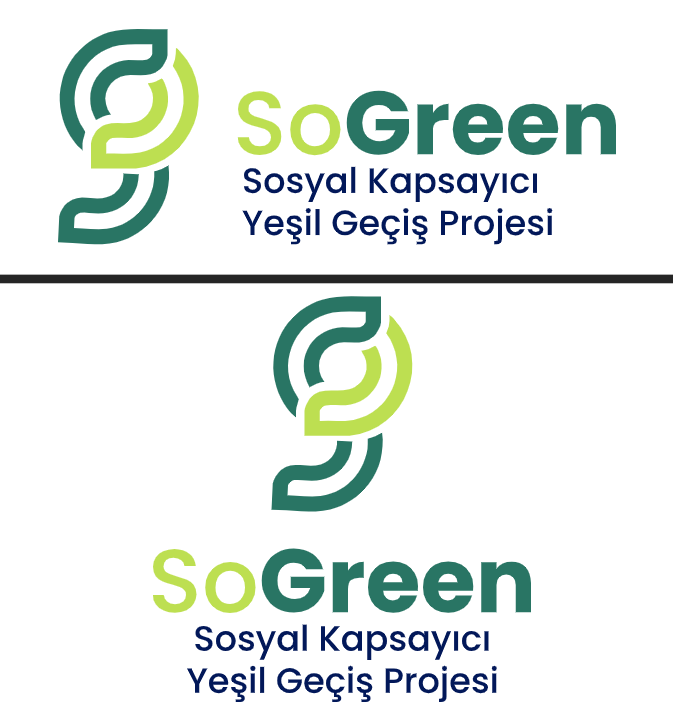 SoGreen
Sosyal Kapsayıcı
Yeşil Geçiş Projesi
SoGreen
Sosyal Kapsayıcı
Yeşil Geçiş Projesi